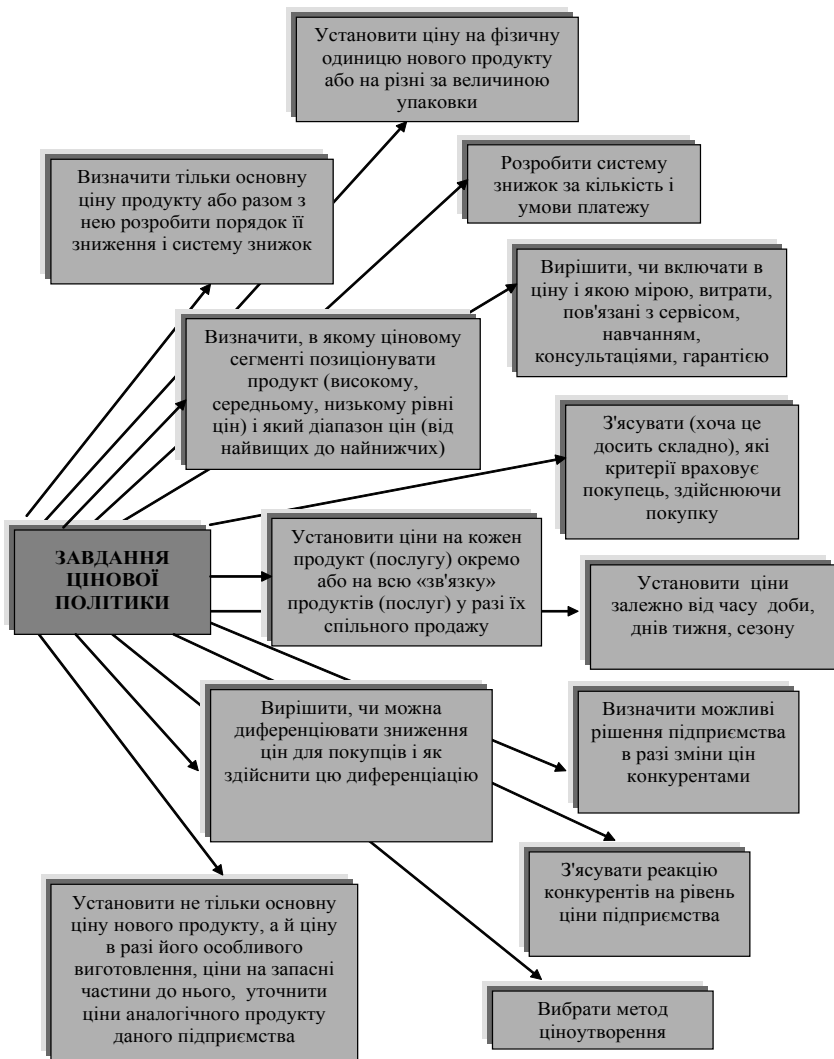 Установити ціну на фізичну
одиницю нового продукту
або на різні за величиною
упаковки
Визначити тільки основну
ціну продукту або разом з
нею розробити порядок її
зниження і систему знижок
Розробити систему
знижок за кількість і
умови платежу
Вирішити, чи включати в
ціну і якою мірою, витрати,
пов'язані з сервісом,
навчанням,
консультаціями, гарантією
Визначити, в якому ціновому
сегменті позиціонувати
продукт (високому,
середньому, низькому рівні
цін) і який діапазон цін (від
найвищих до найнижчих)
З'ясувати (хоча це
досить складно), які
критерії враховує
покупець, здійснюючи
покупку
ЗАВДАННЯ
ЦІНОВОЇ
ПОЛІТИКИ
Установити ціни на кожен
продукт (послугу) окремо
або на всю «зв'язку»
продуктів (послуг) у разі їх
спільного продажу
Установити ціни
залежно від часу доби,
днів тижня, сезону
Вирішити, чи можна
диференціювати зниження
цін для покупців і як
здійснити цю диференціацію
Визначити можливі
рішення підприємства
в разі зміни цін
конкурентами
З'ясувати реакцію
конкурентів на рівень
ціни підприємства
Установити не тільки основну
ціну нового продукту, а й ціну
в разі його особливого
виготовлення, ціни на запасні
частини до нього, уточнити
ціни аналогічного продукту
даного підприємства
Вибрати метод
ціноутворення